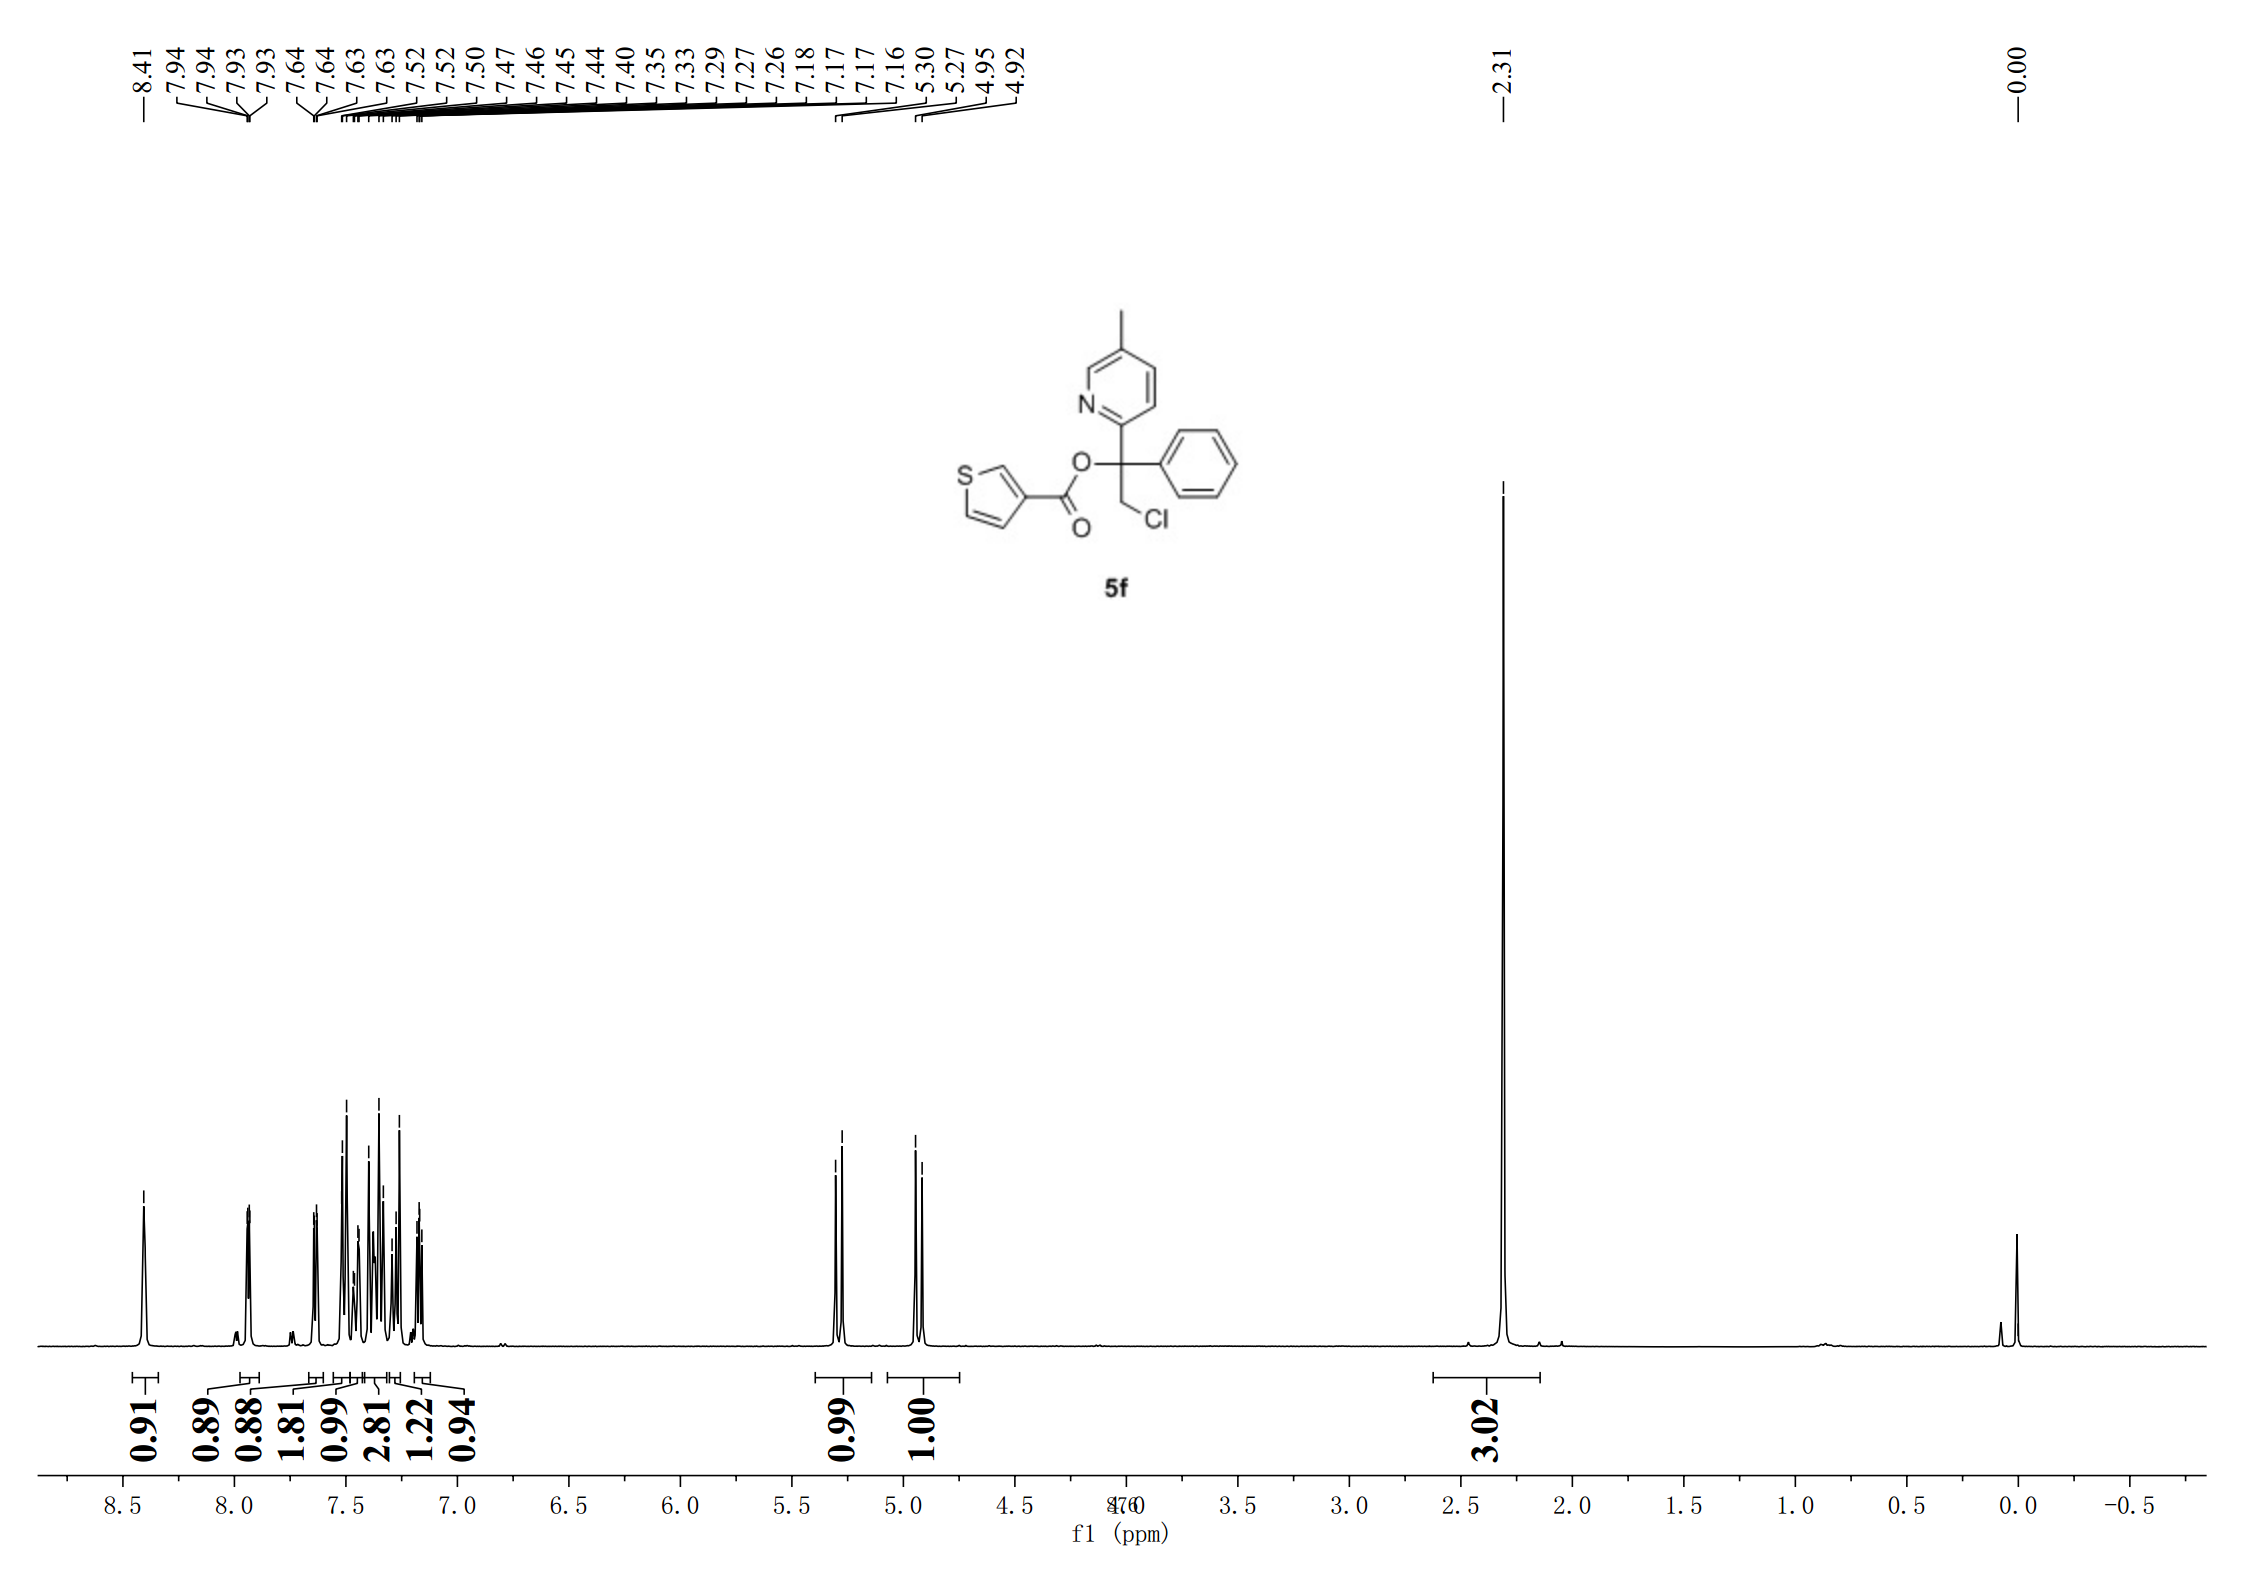 8.41 7.94 7.94 7.93 7.93 7.64 7.64 7.63 7.63 7.52 7.52 7.50 7.47 7.46 7.45 7.44 7.40 7.35 7.33 7.29 7.27 7.26 7.18 7.17 7.17 7.16 5.30 5.27 4.95 4.92 2.31 0.00
N
O
S
Cl
O
5f
0.91 0.89 0.88 1.81 0.99 2.81 1.22 0.94 0.99 1.00 3.02
8.5 8.0 7.5 7.0 6.5 6.0 5.5 5.0 4.5 3.5 3.0 2.5 2.0 1.5 1.0 0.5 0.0 -0.5
f1 (ppm)